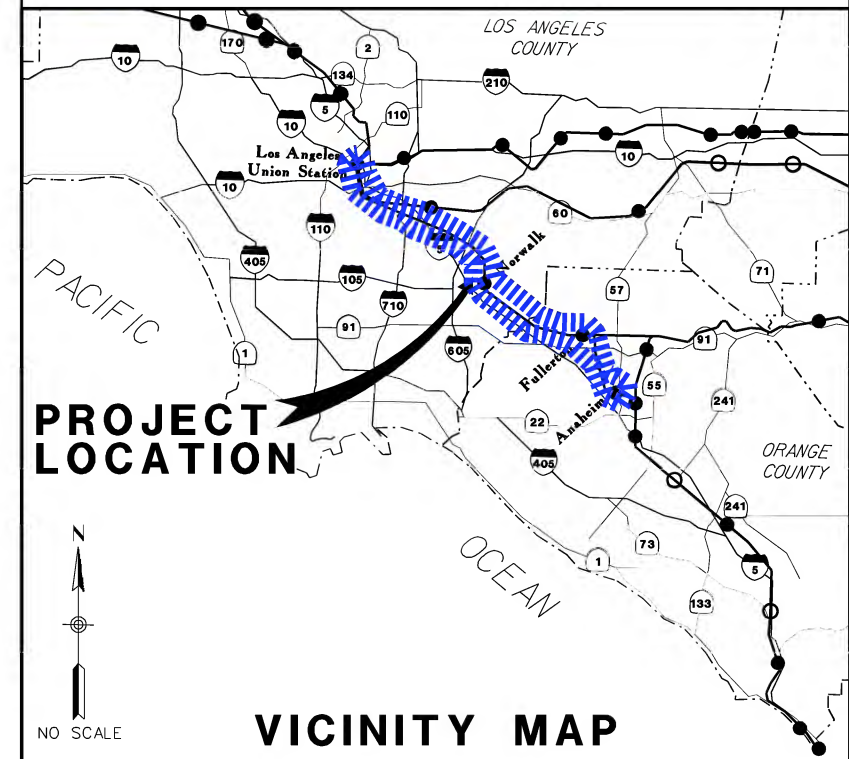 LOS ANGELES
COUNTY
170
2
10
134
210
5
110
10
Los Angeles
Union Station
10
10
60
110
5
Norwalk
405
105
57
71
PACIFIC
710
91
1
605
91
Fullerton
55
241
PROJECT
LOCATION
22
Anaheim
405
ORANGE
COUNTY
241
N
OCEAN
1
73
5
133
NO SCALE
VICINITY MAP